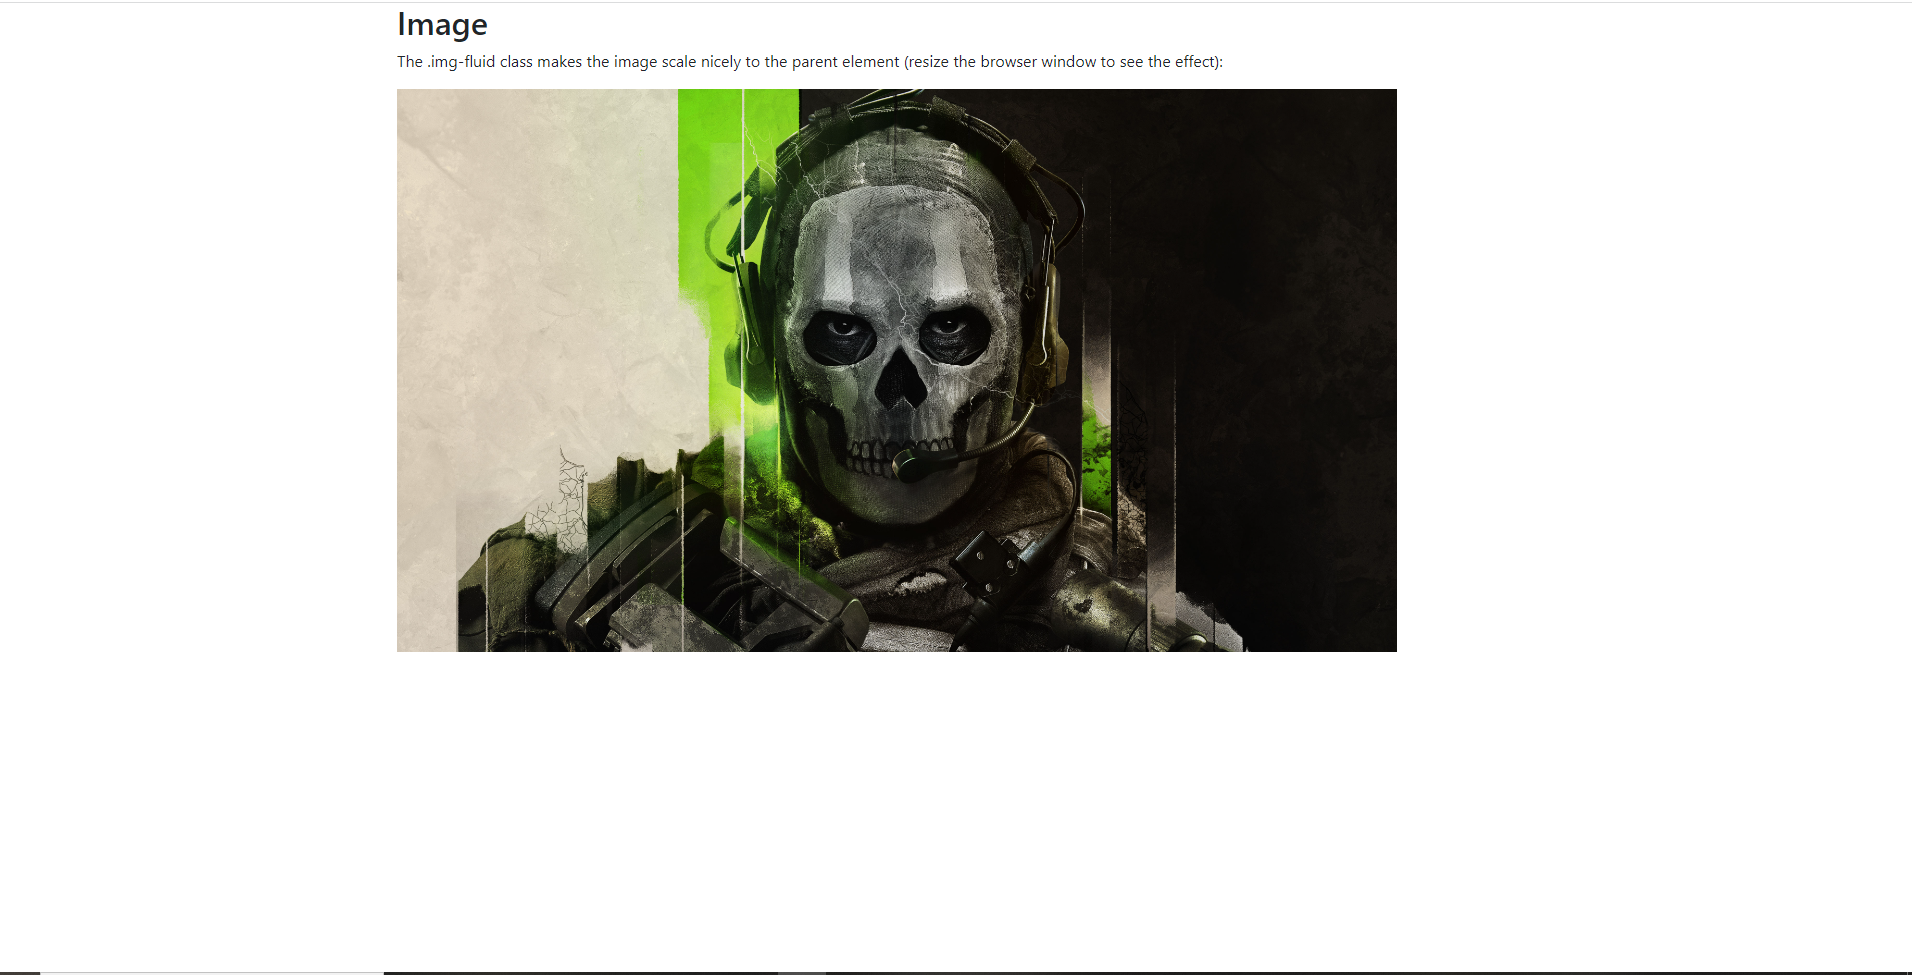 Image
The .img-fluid class makes the image scale nicely to the parent element (resize the browser window to see the effect):